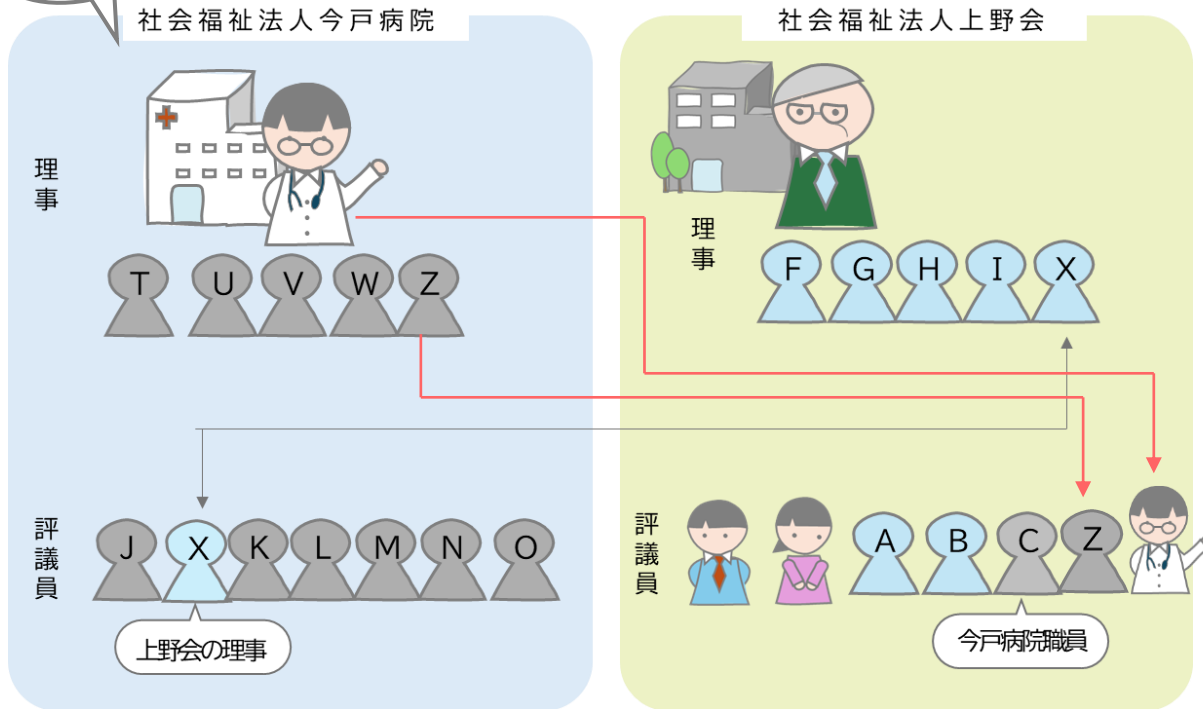 社会福祉法人今戸病院
社会福祉法人上野会
理事
T U V W Z
理事
F G H I X
評議員
J X K L M N O
上野会の理事
評議員
A B C Z
今戸病院職員